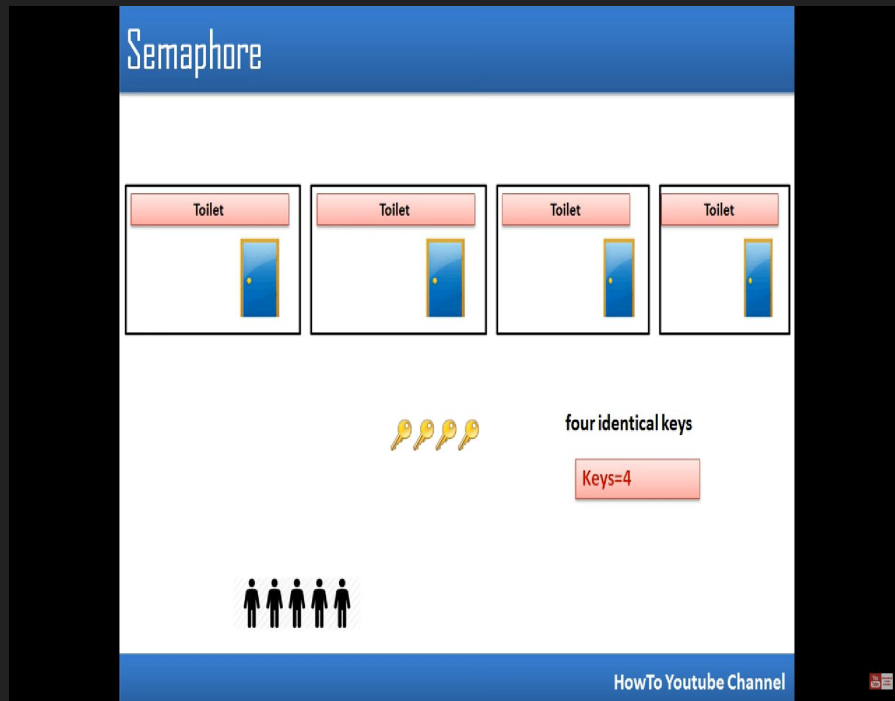 Semaphore
Toilet
Toilet
Toilet
Toilet
four identical keys
Keys=4
HowTo Youtube Channel